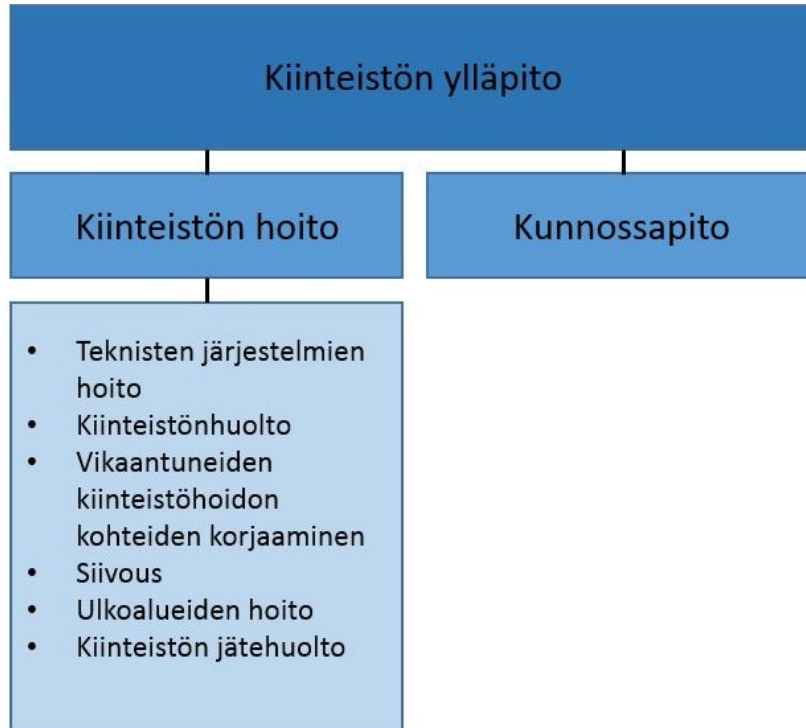 Kiinteistön ylläpito
Kiinteistön hoito
Kunnossapito
• Teknisten järjestelmien
hoito
• Kiinteistönhuolto
• Vikaantuneiden
kiinteistöhoidon
kohteiden korjaaminen
• Siivous
• Ulkoalueiden hoito
• Kiinteistön jätehuolto